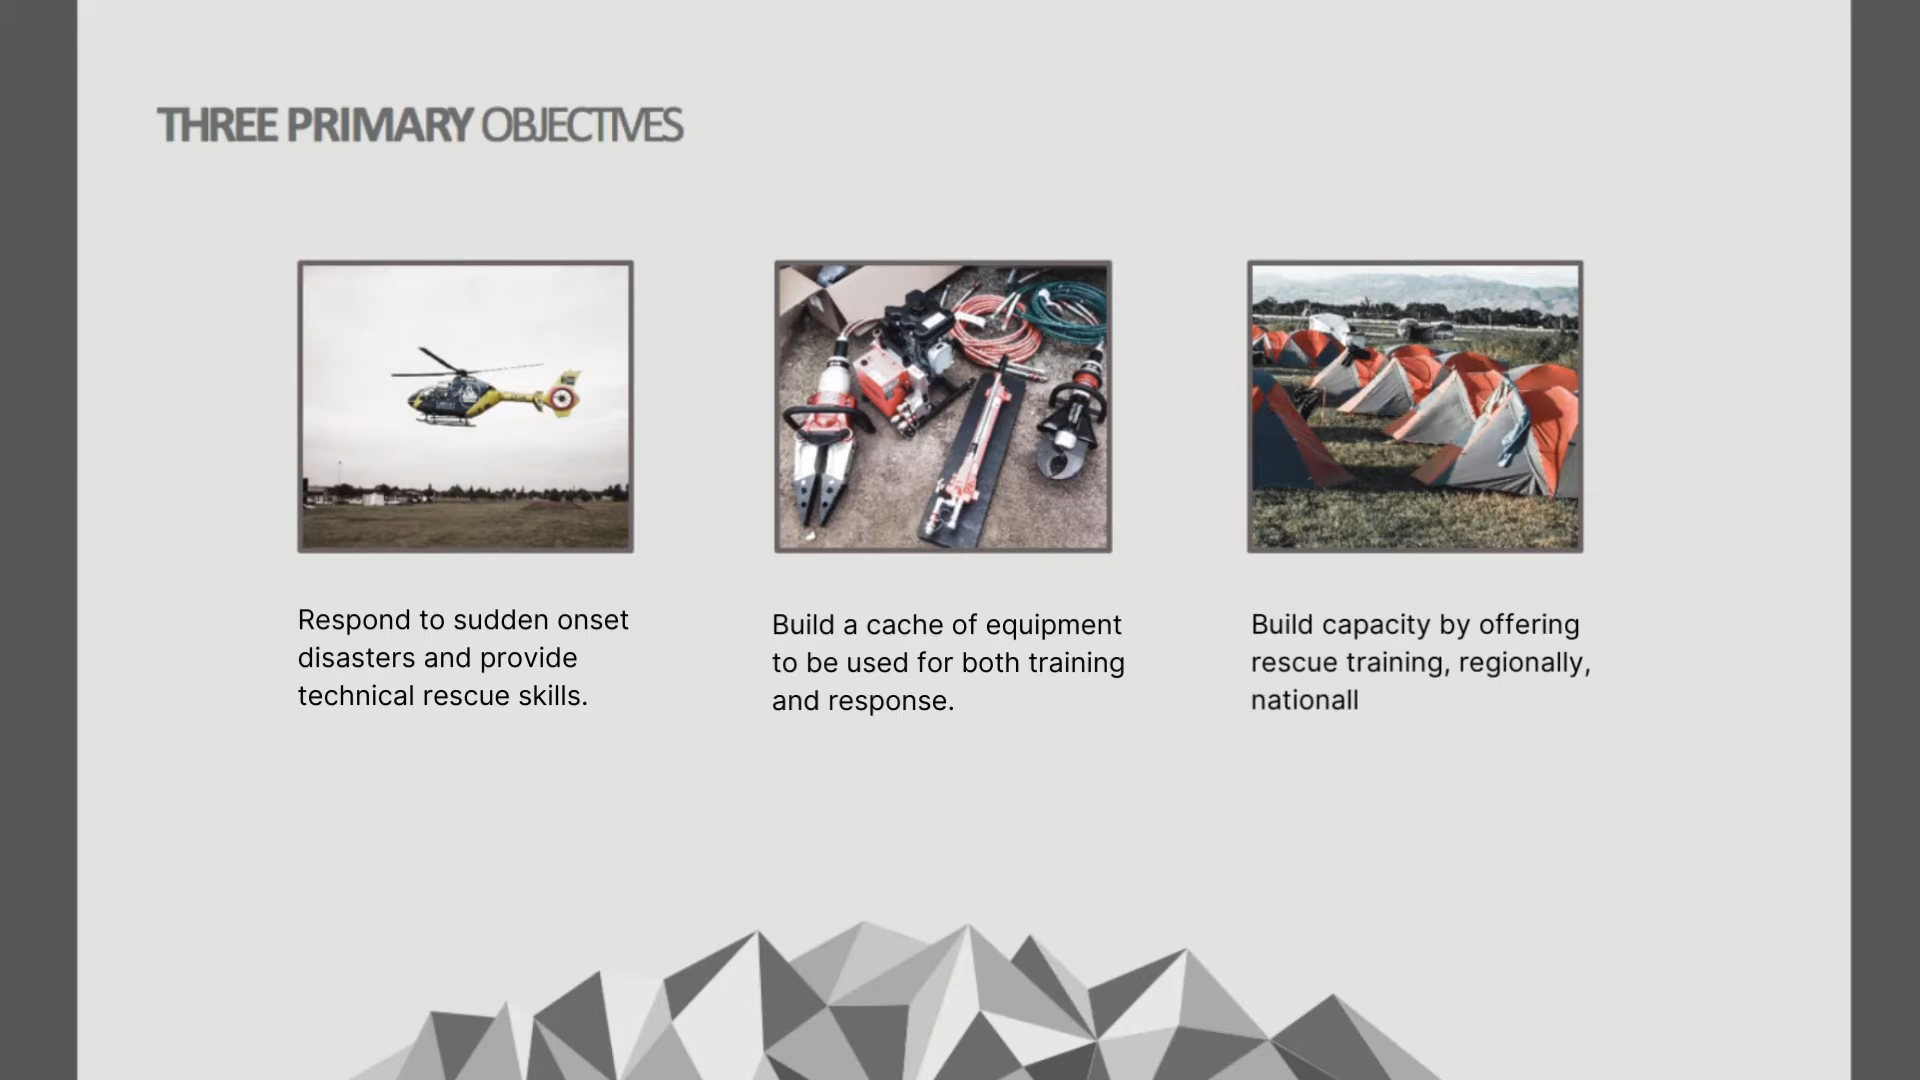 THREE PRIMARY OBJECTIVES
Respond to sudden onset
disasters and provide
technical rescue skills.
Build a cache of equipment
to be used for both training
and response.
Build capacity by offering
rescue training, regionally,
nationall